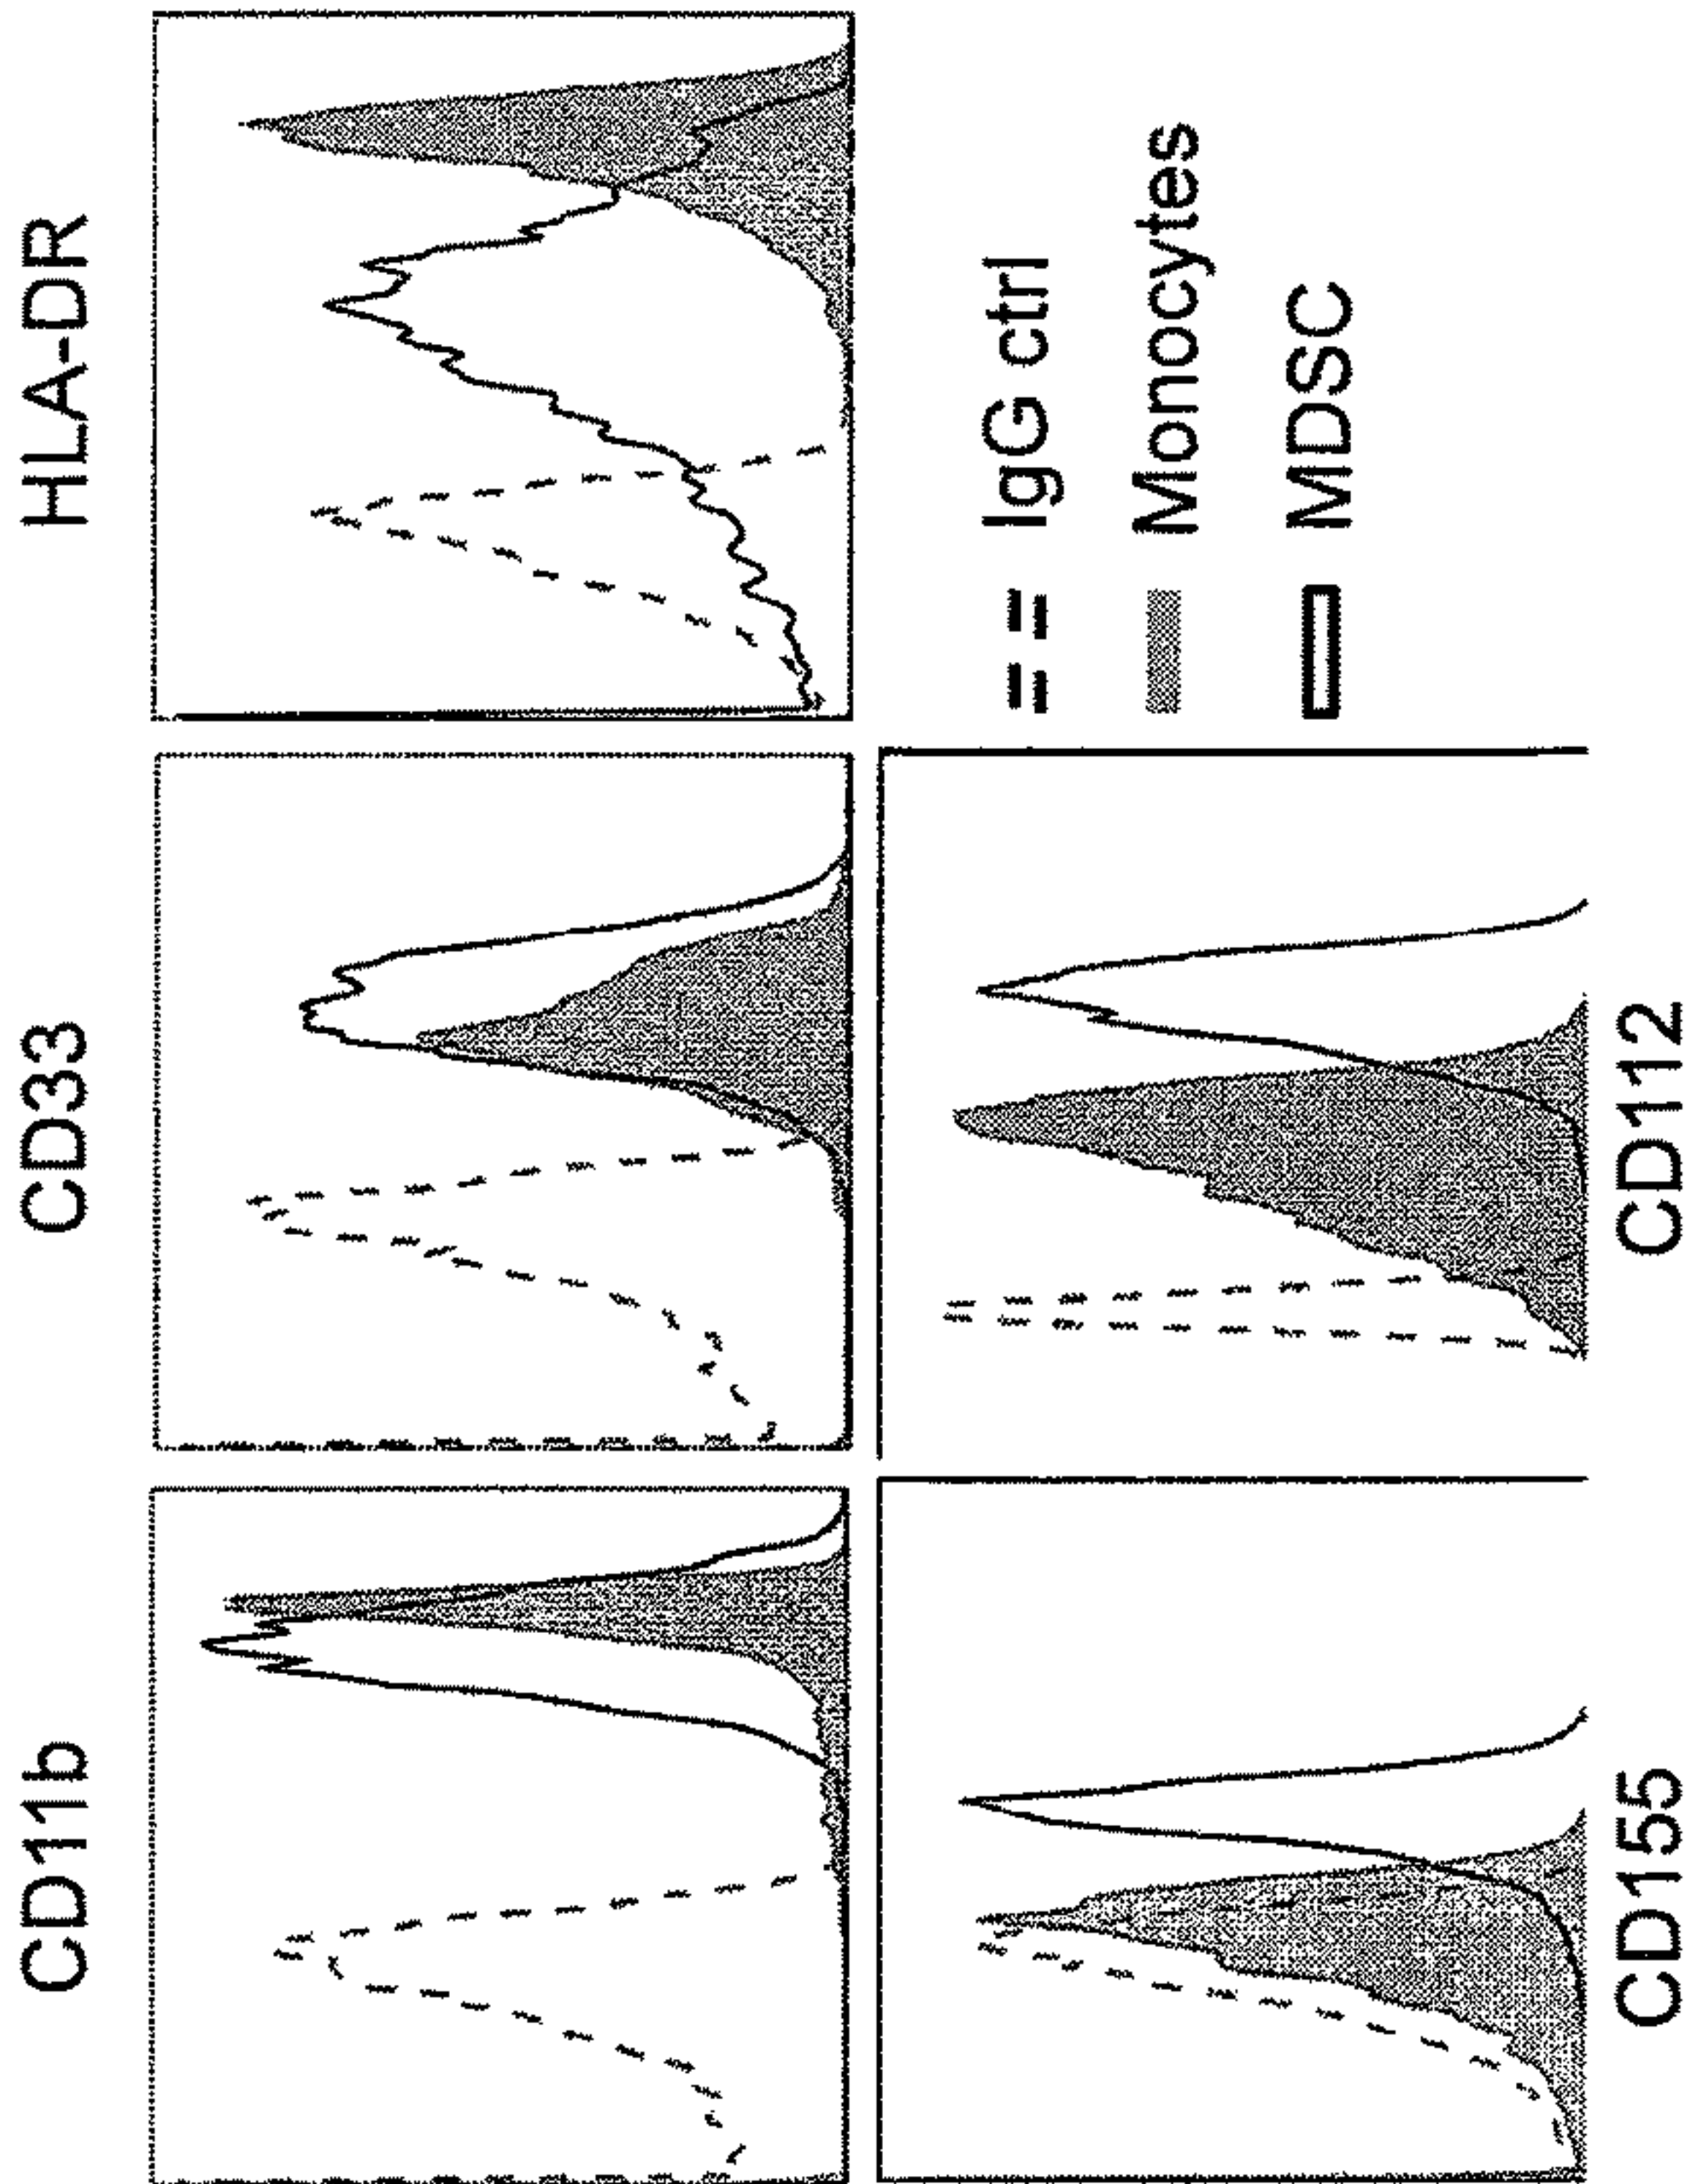 CD11b
CD33
HLA-DR
CD155
CD112
IgG ctrl
Monocytes
MDSC